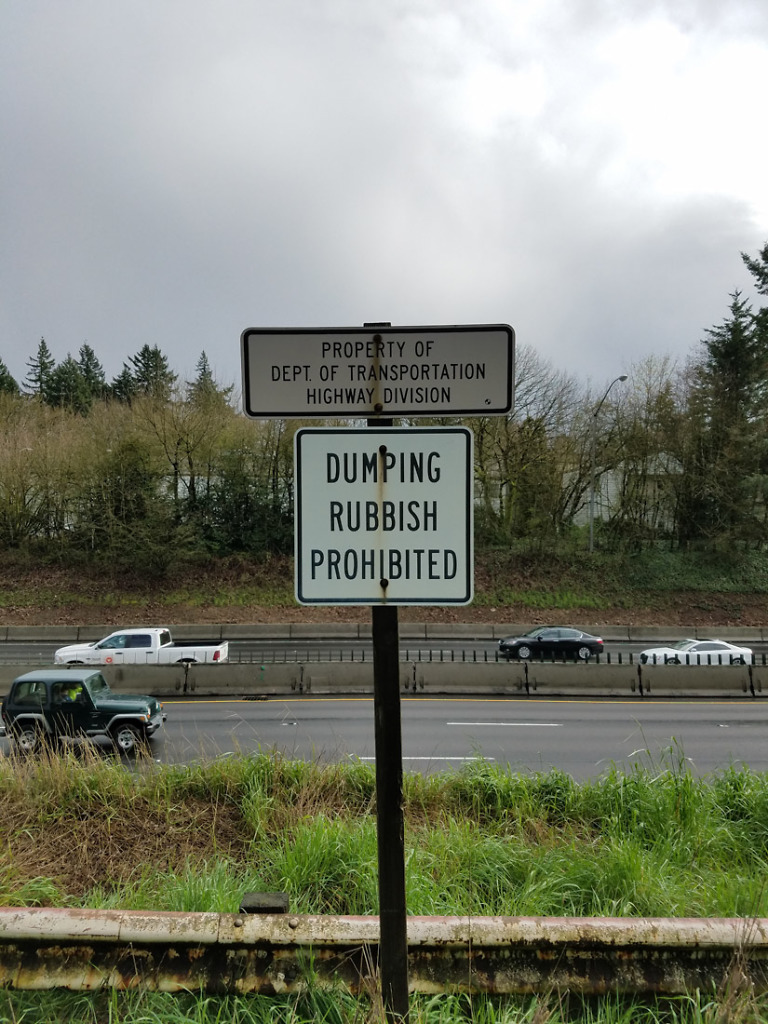 PROPERTY OF
DEPT. OF TRANSPORTATION
HIGHWAY DIVISION
DUMPING
RUBBISH
PROHIBITED